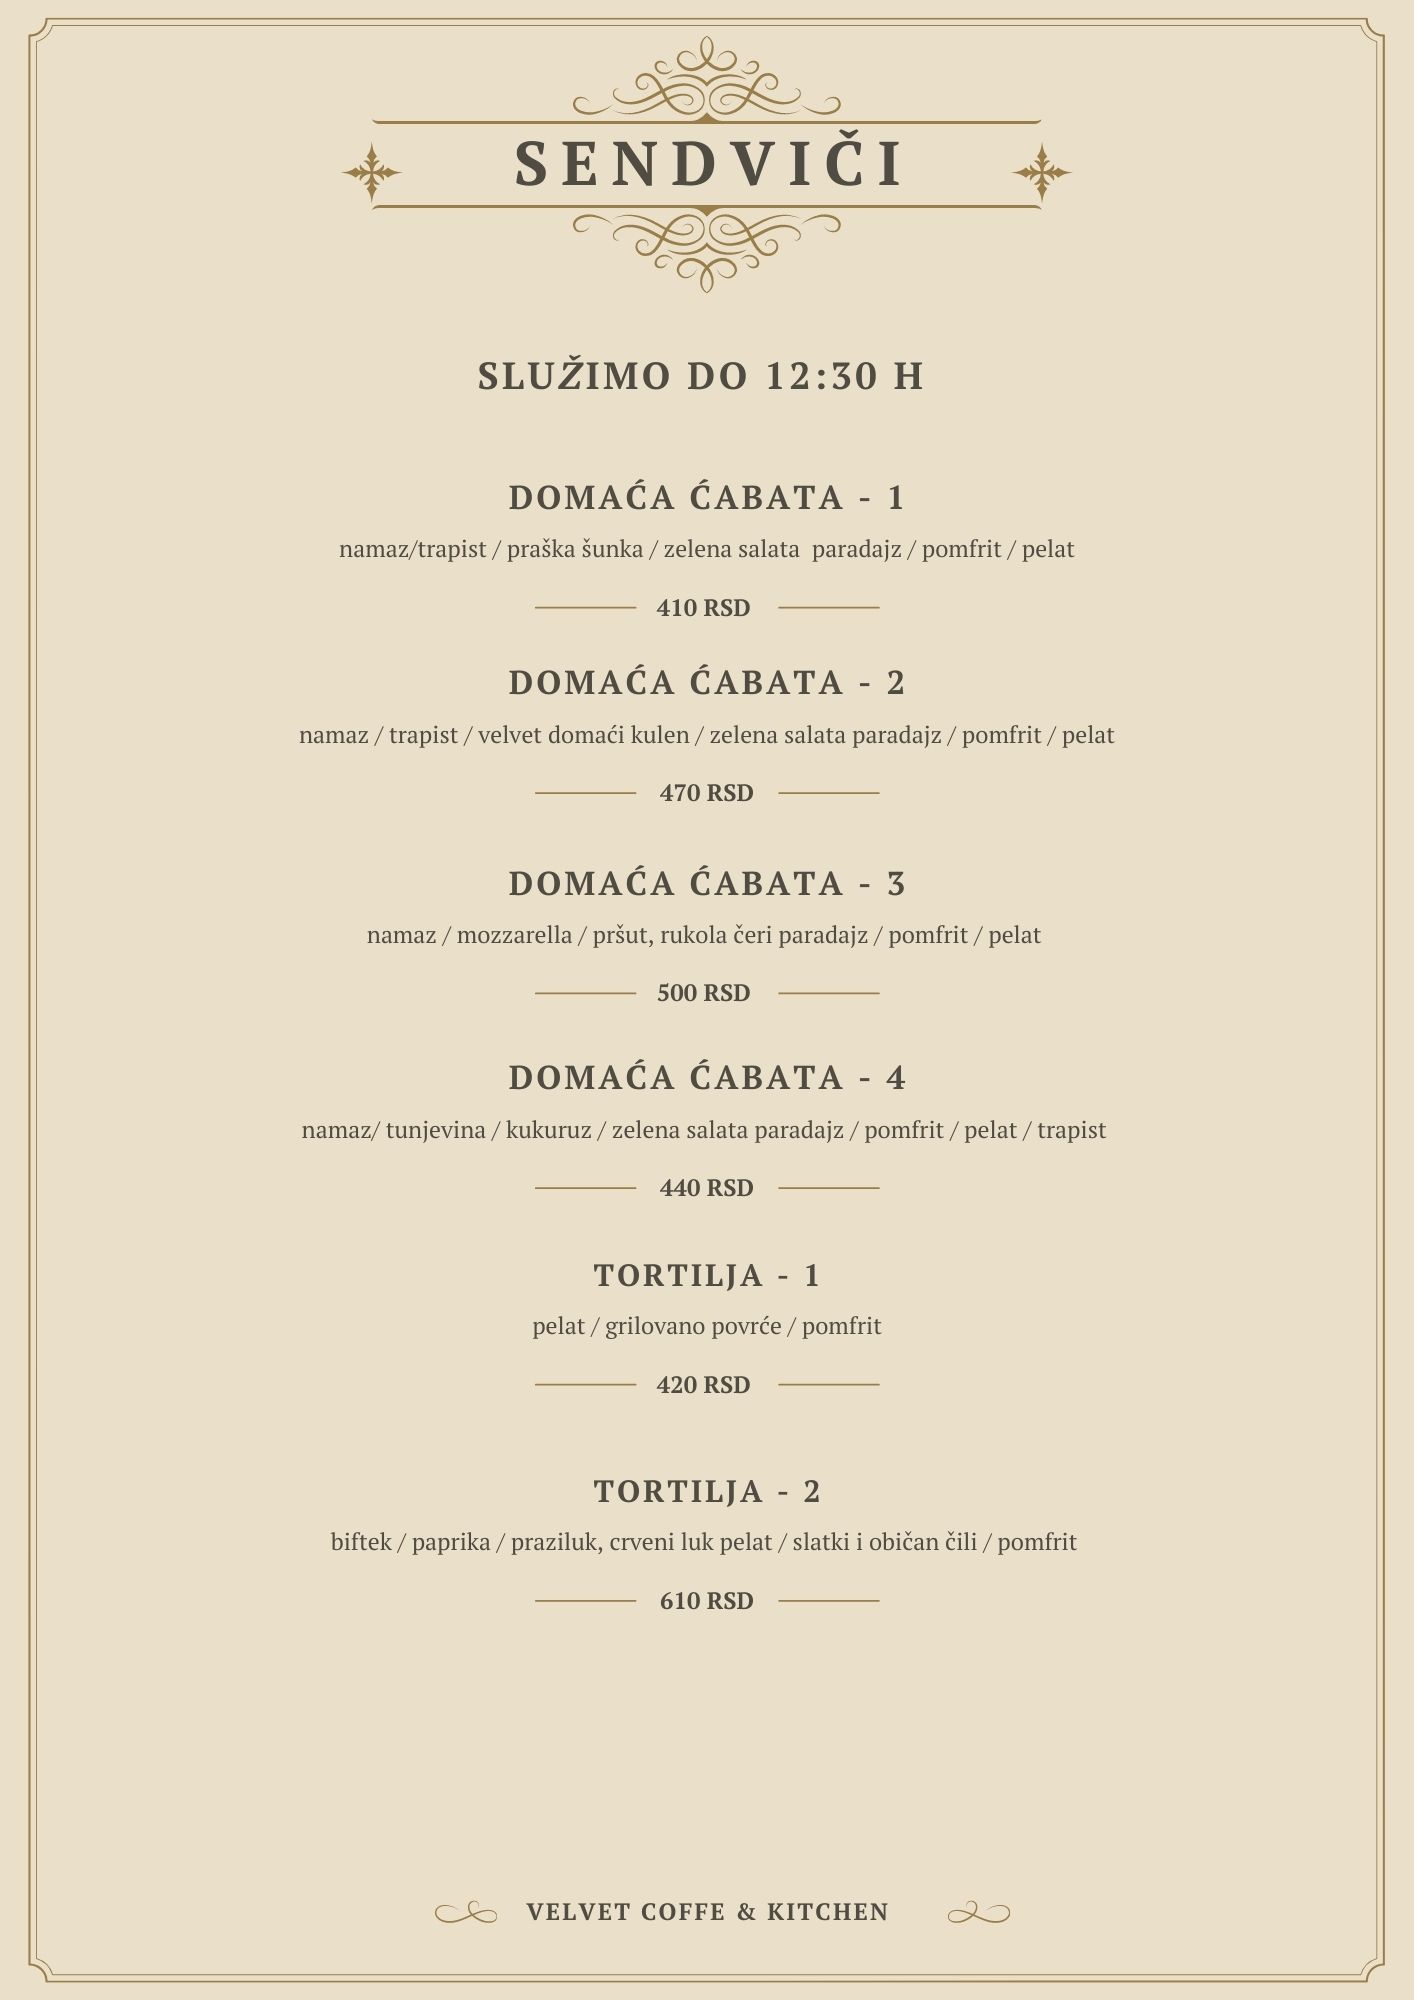 SENDVIČI
SLUŽIMO DO 12:30 H
DOMAĆA ĆABATA - 1
namaz/trapist / praška šunka / zelena salata  paradajz / pomfrit / pelat
410 RSD
DOMAĆA ĆABATA - 2
namaz / trapist / velvet domaći kulen / zelena salata paradajz / pomfrit / pelat
470 RSD
DOMAĆA ĆABATA - 3
namaz / mozzarella / pršut, rukola čeri paradajz / pomfrit / pelat
500 RSD
DOMAĆA ĆABATA - 4
namaz/ tunjevina / kukuruz / zelena salata paradajz / pomfrit / pelat / trapist
440 RSD
TORTILJA - 1
pelat / grilovano povrće / pomfrit
420 RSD
TORTILJA - 2
biftek / paprika / praziluk, crveni luk pelat / slatki i običan čili / pomfrit
610 RSD
VELVET COFFE & KITCHEN